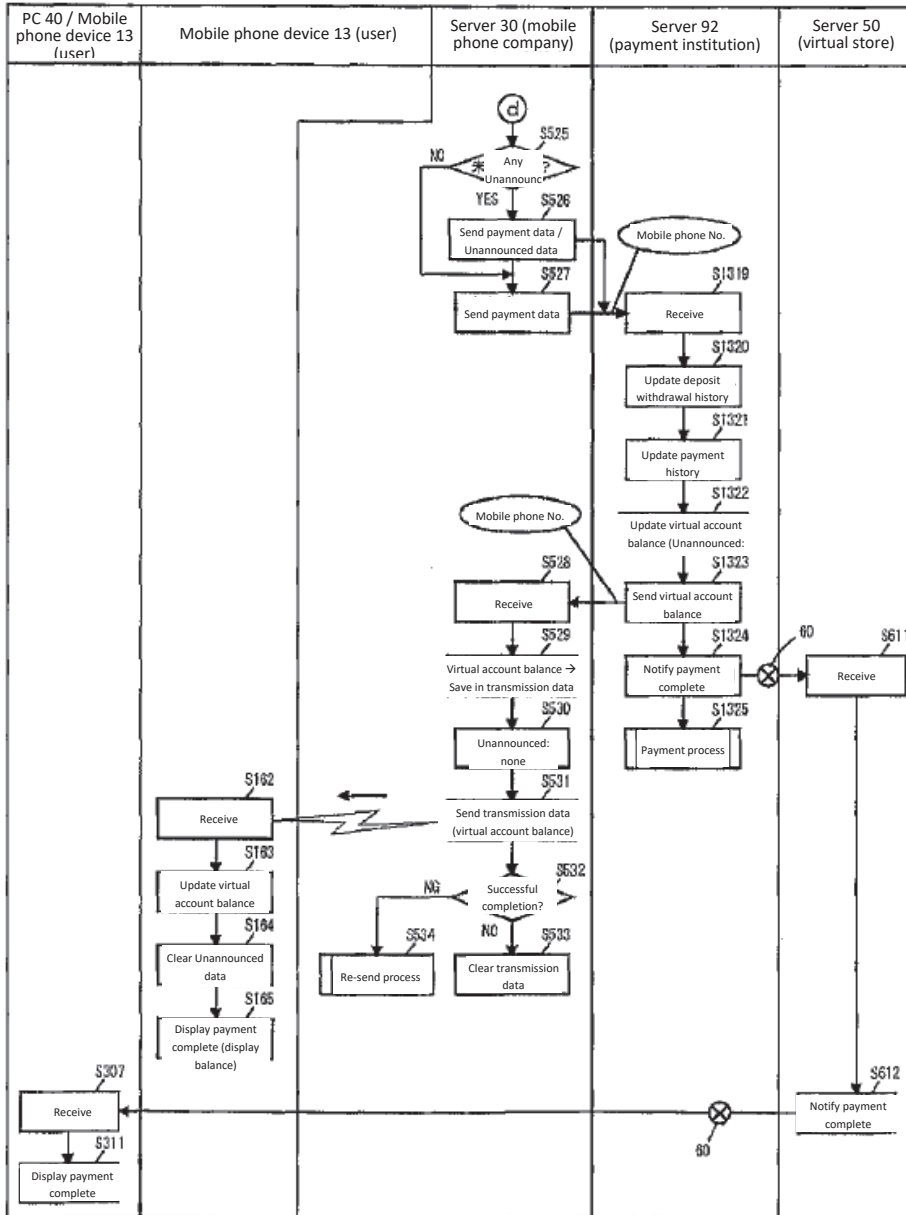 PC 40 / Mobile
phone device 13
(user)
Mobile phone device 13 (user)
Server 30 (mobile
phone company)
Server 92
(payment institution)
Server 50
(virtual store)
d
S525
NO
米
Any
Unannounc
?
YES
S526
Send payment data /
Unannounced data
Mobile phone No.
S527
Send payment data
S1319
Receive
S1320
Update deposit
withdrawal history
S1321
Update payment
history
S1322
Update virtual account
balance (Unannounced:
Mobile phone No.
S1323
Send virtual account
balance
S528
Receive
S529
Virtual account balance →
Save in transmission data
S1324
Notify payment
complete
60
S611
Receive
S530
Unannounced:
none
S1325
Payment process
S162
Receive
S531
Send transmission data
(virtual account balance)
S163
Update virtual
account balance
S532
Successful
completion?
NG
NO
S164
Clear Unannounced
data
S534
Re-send process
S533
Clear transmission
data
S165
Display payment
complete (display
balance)
S307
Receive
S612
Notify payment
complete
60
S311
Display payment
complete